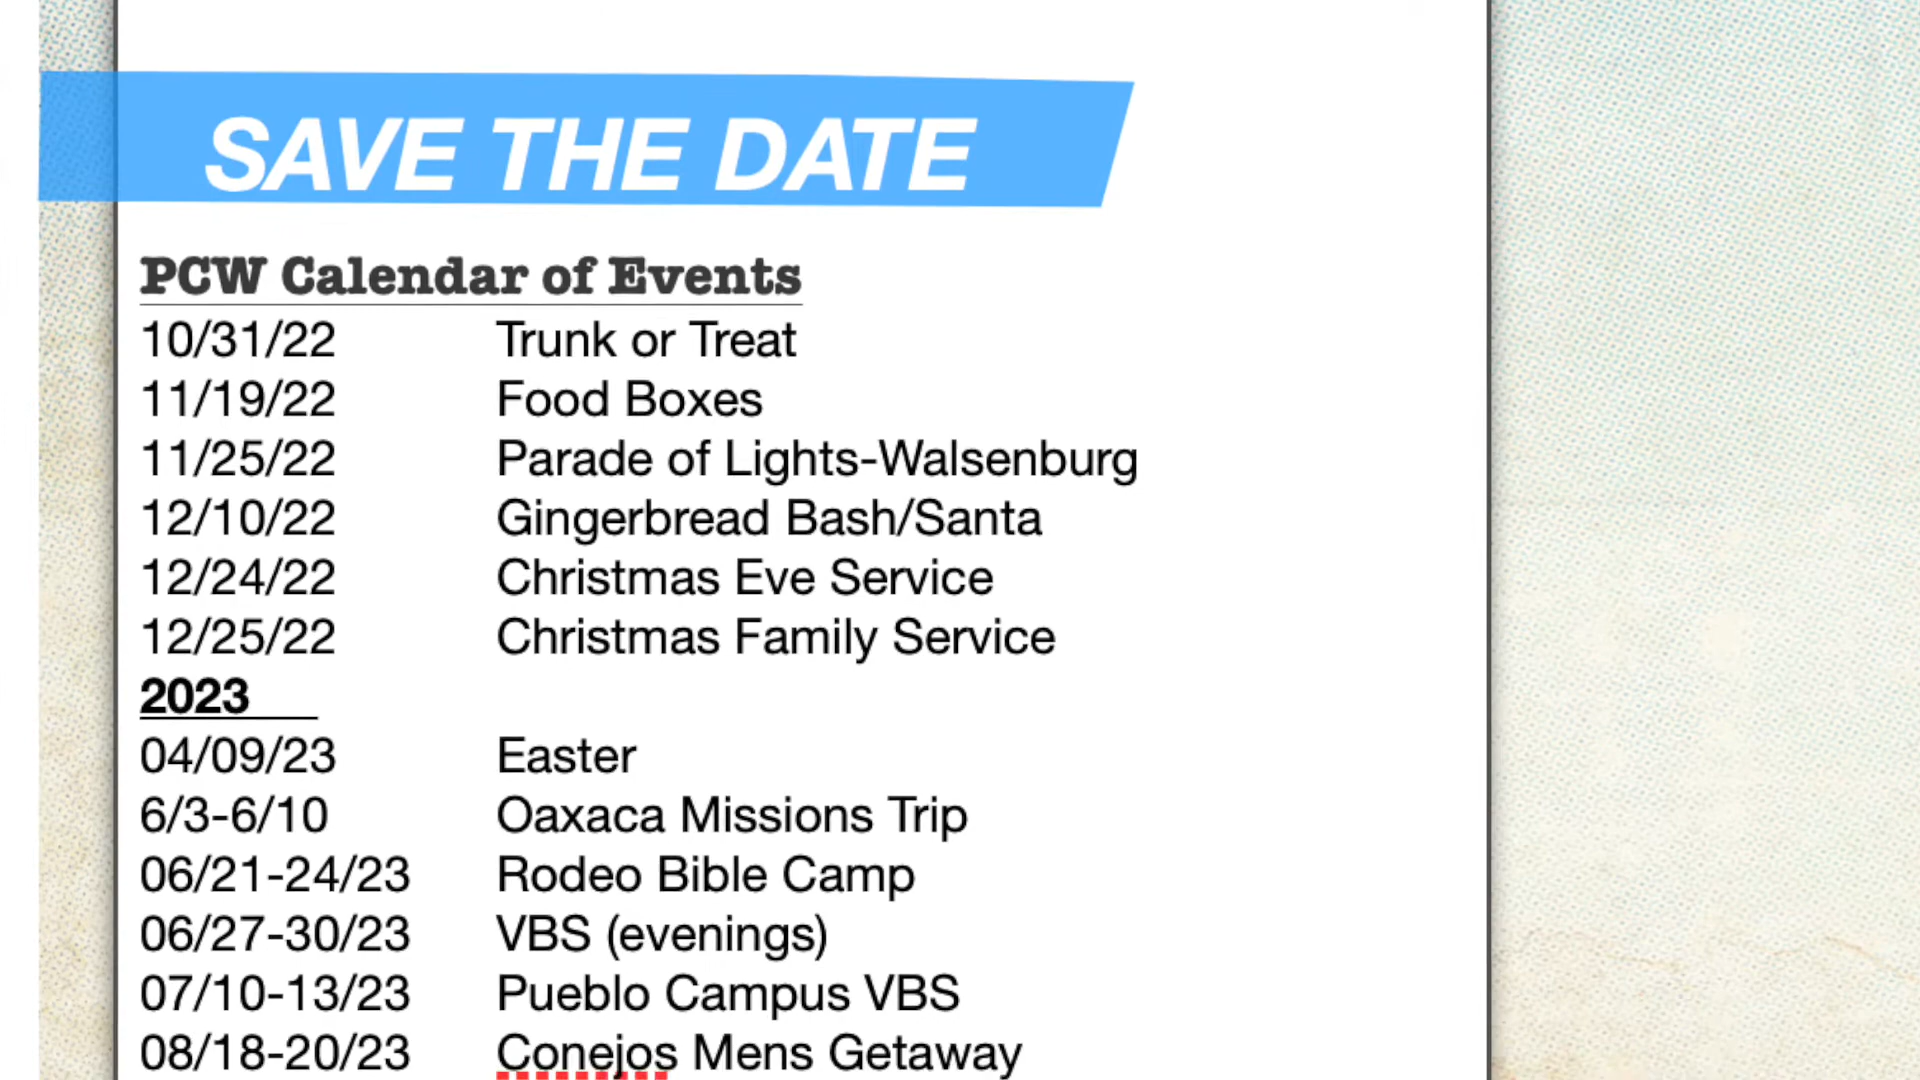 SAVE THE DATE
PCW Calendar of Events
10/31/22 Trunk or Treat
11/19/22 Food Boxes
11/25/22 Parade of Lights-Walsenburg
12/10/22 Gingerbread Bash/Santa
12/24/22 Christmas Eve Service
12/25/22 Christmas Family Service
2023
04/09/23 Easter
6/3-6/10 Oaxaca Missions Trip
06/21-24/23 Rodeo Bible Camp
06/27-30/23 VBS (evenings)
07/10-13/23 Pueblo Campus VBS
08/18-20/23 Conejos Mens Getaway